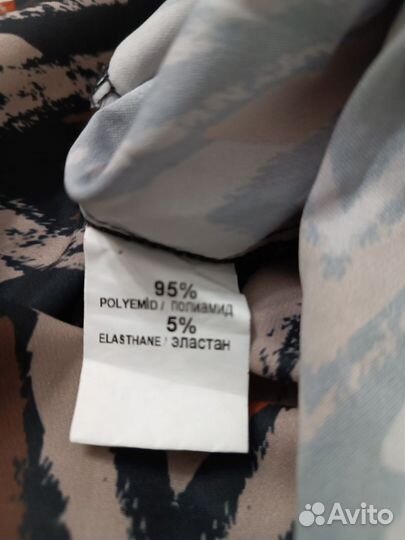 95%
POLYEMİD / полиамид
5%
ELASTHANE / эластан
Avito